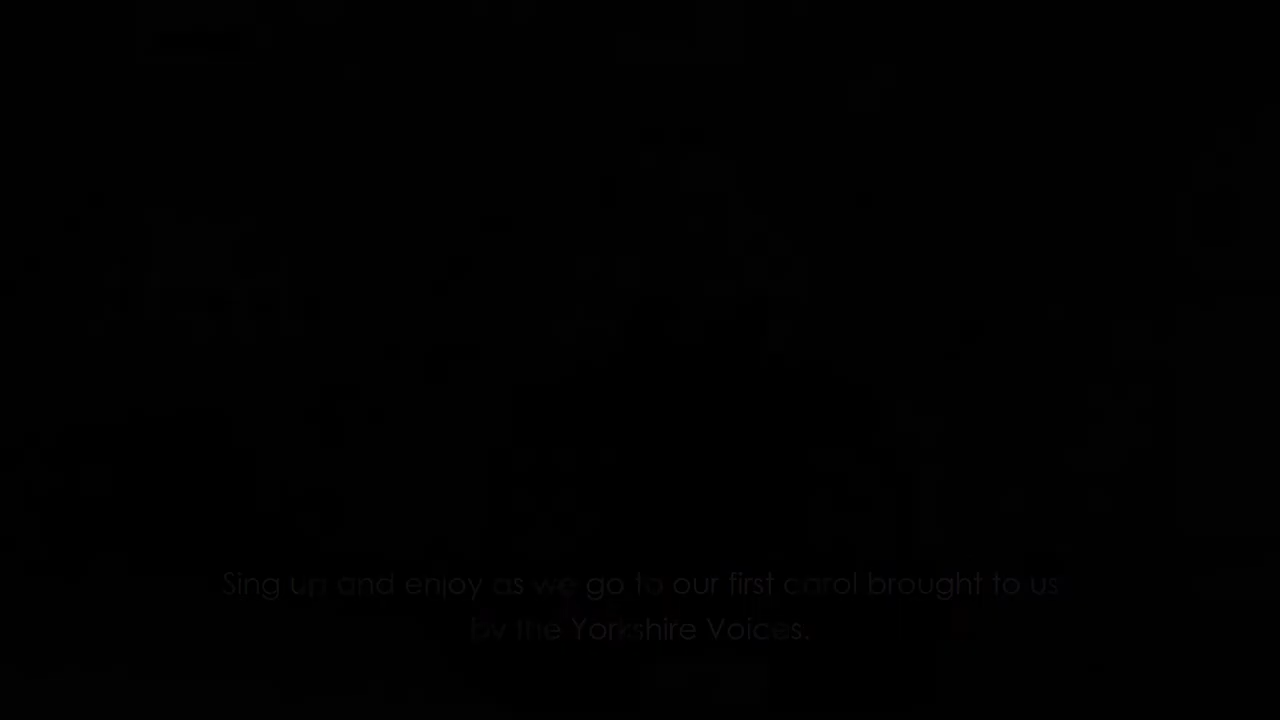 Sing up and enjoy as we go to our first carol brought to us
By the Yorkshire Voices.